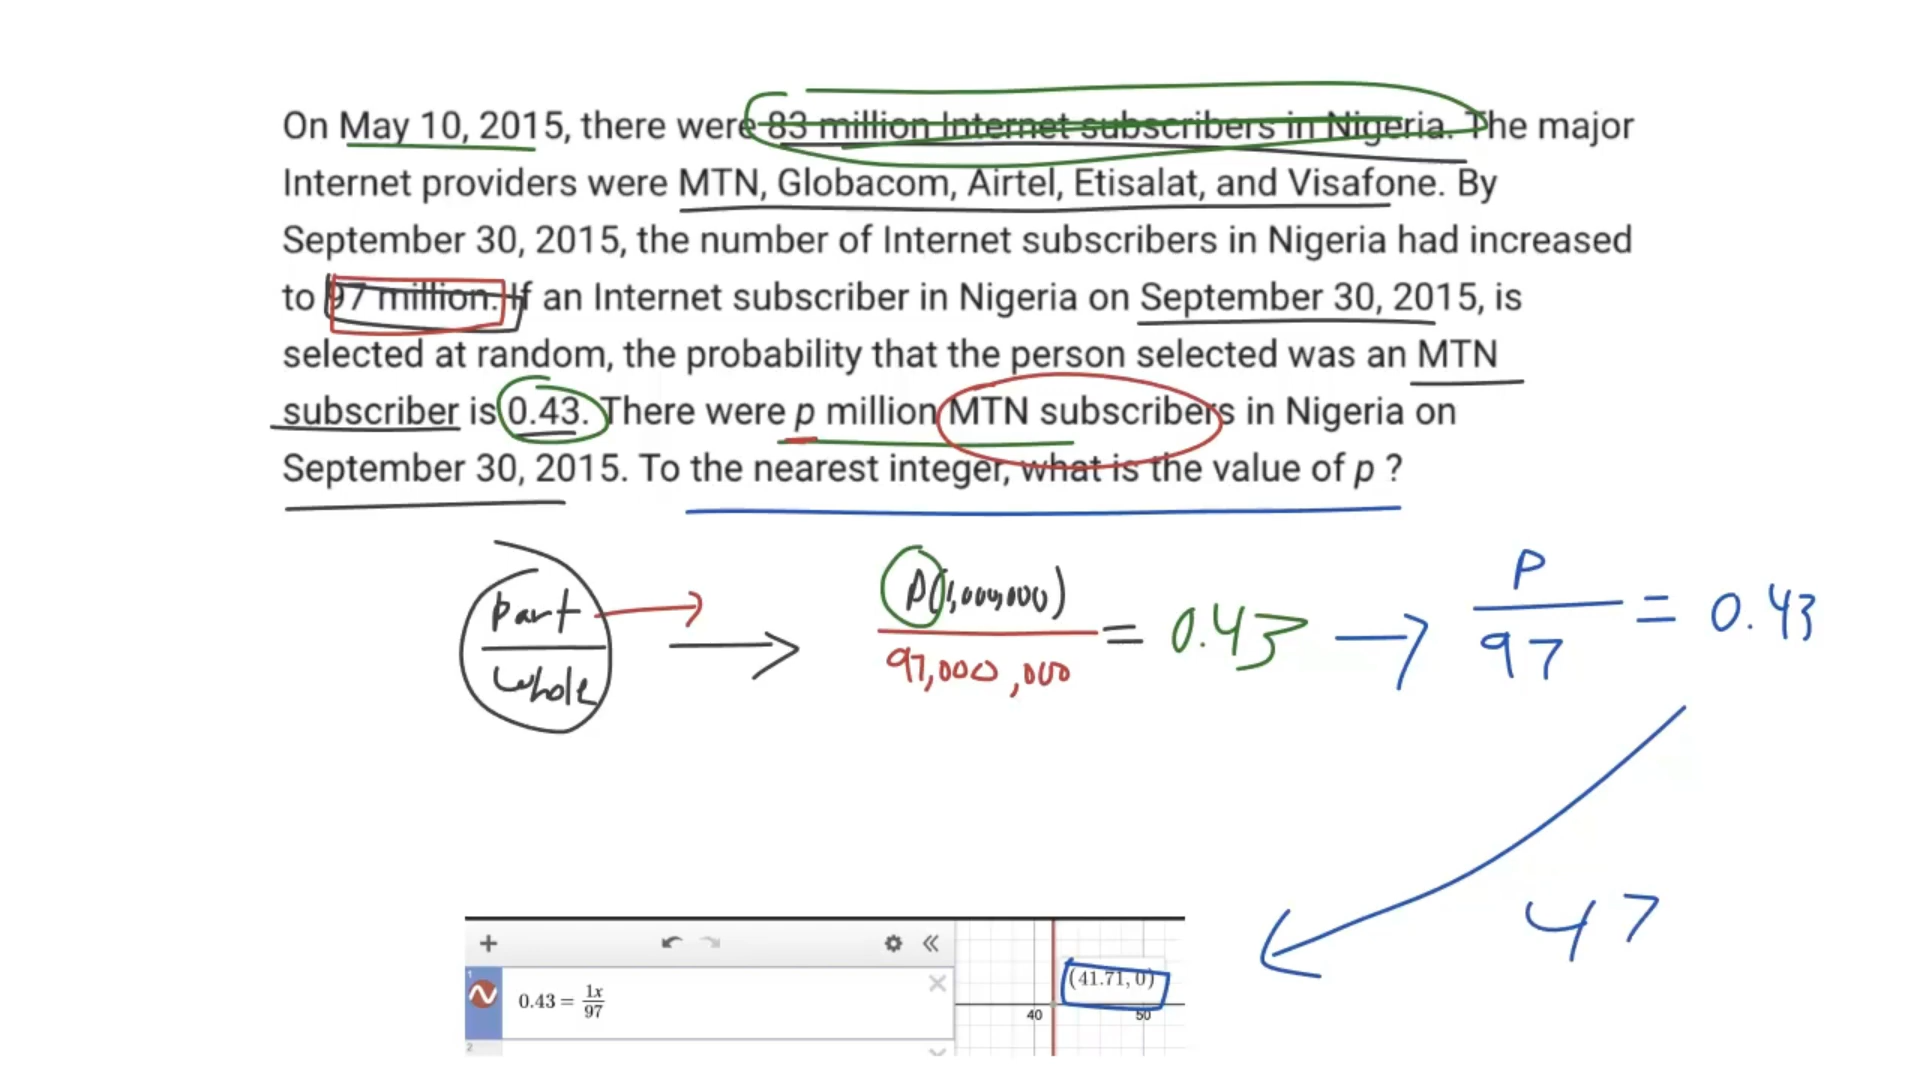 On May 10, 2015, there were 83 million Internet subscribers in Nigeria. The major
Internet providers were MTN, Globacom, Airtel, Etisalat, and Visafone. By
September 30, 2015, the number of Internet subscribers in Nigeria had increased
to 97 million. If an Internet subscriber in Nigeria on September 30, 2015, is
selected at random, the probability that the person selected was an MTN
subscriber is 0.43. There were p million MTN subscribers in Nigeria on
September 30, 2015. To the nearest integer, what is the value of p ?
part
whole
p(1,000,000)
97,000,000
= 0.43
P
97
= 0.43
47
+
«
1
0.43 = 1x/97
2
(41.71, 0)
40
50